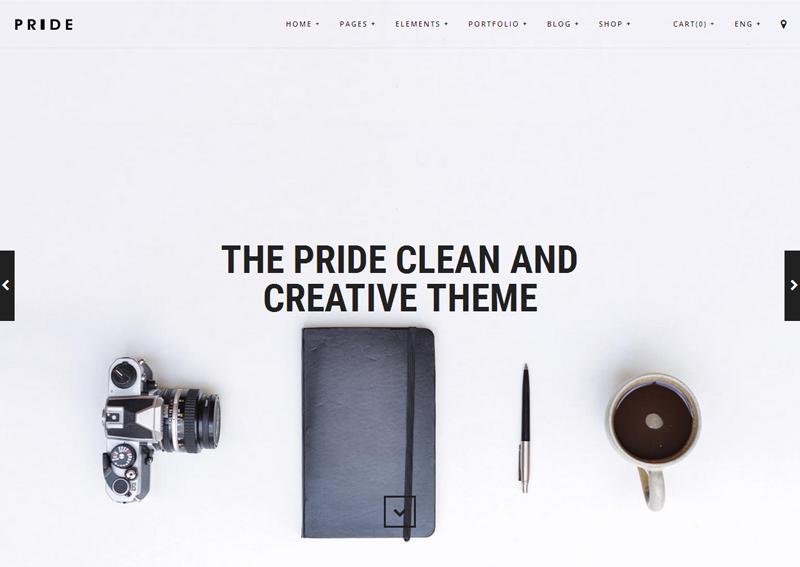 PRIDE
HOME + PAGES + ELEMENTS + PORTFOLIO + BLOG + SHOP + CART(0) + ENG +
THE PRIDE CLEAN AND
CREATIVE THEME